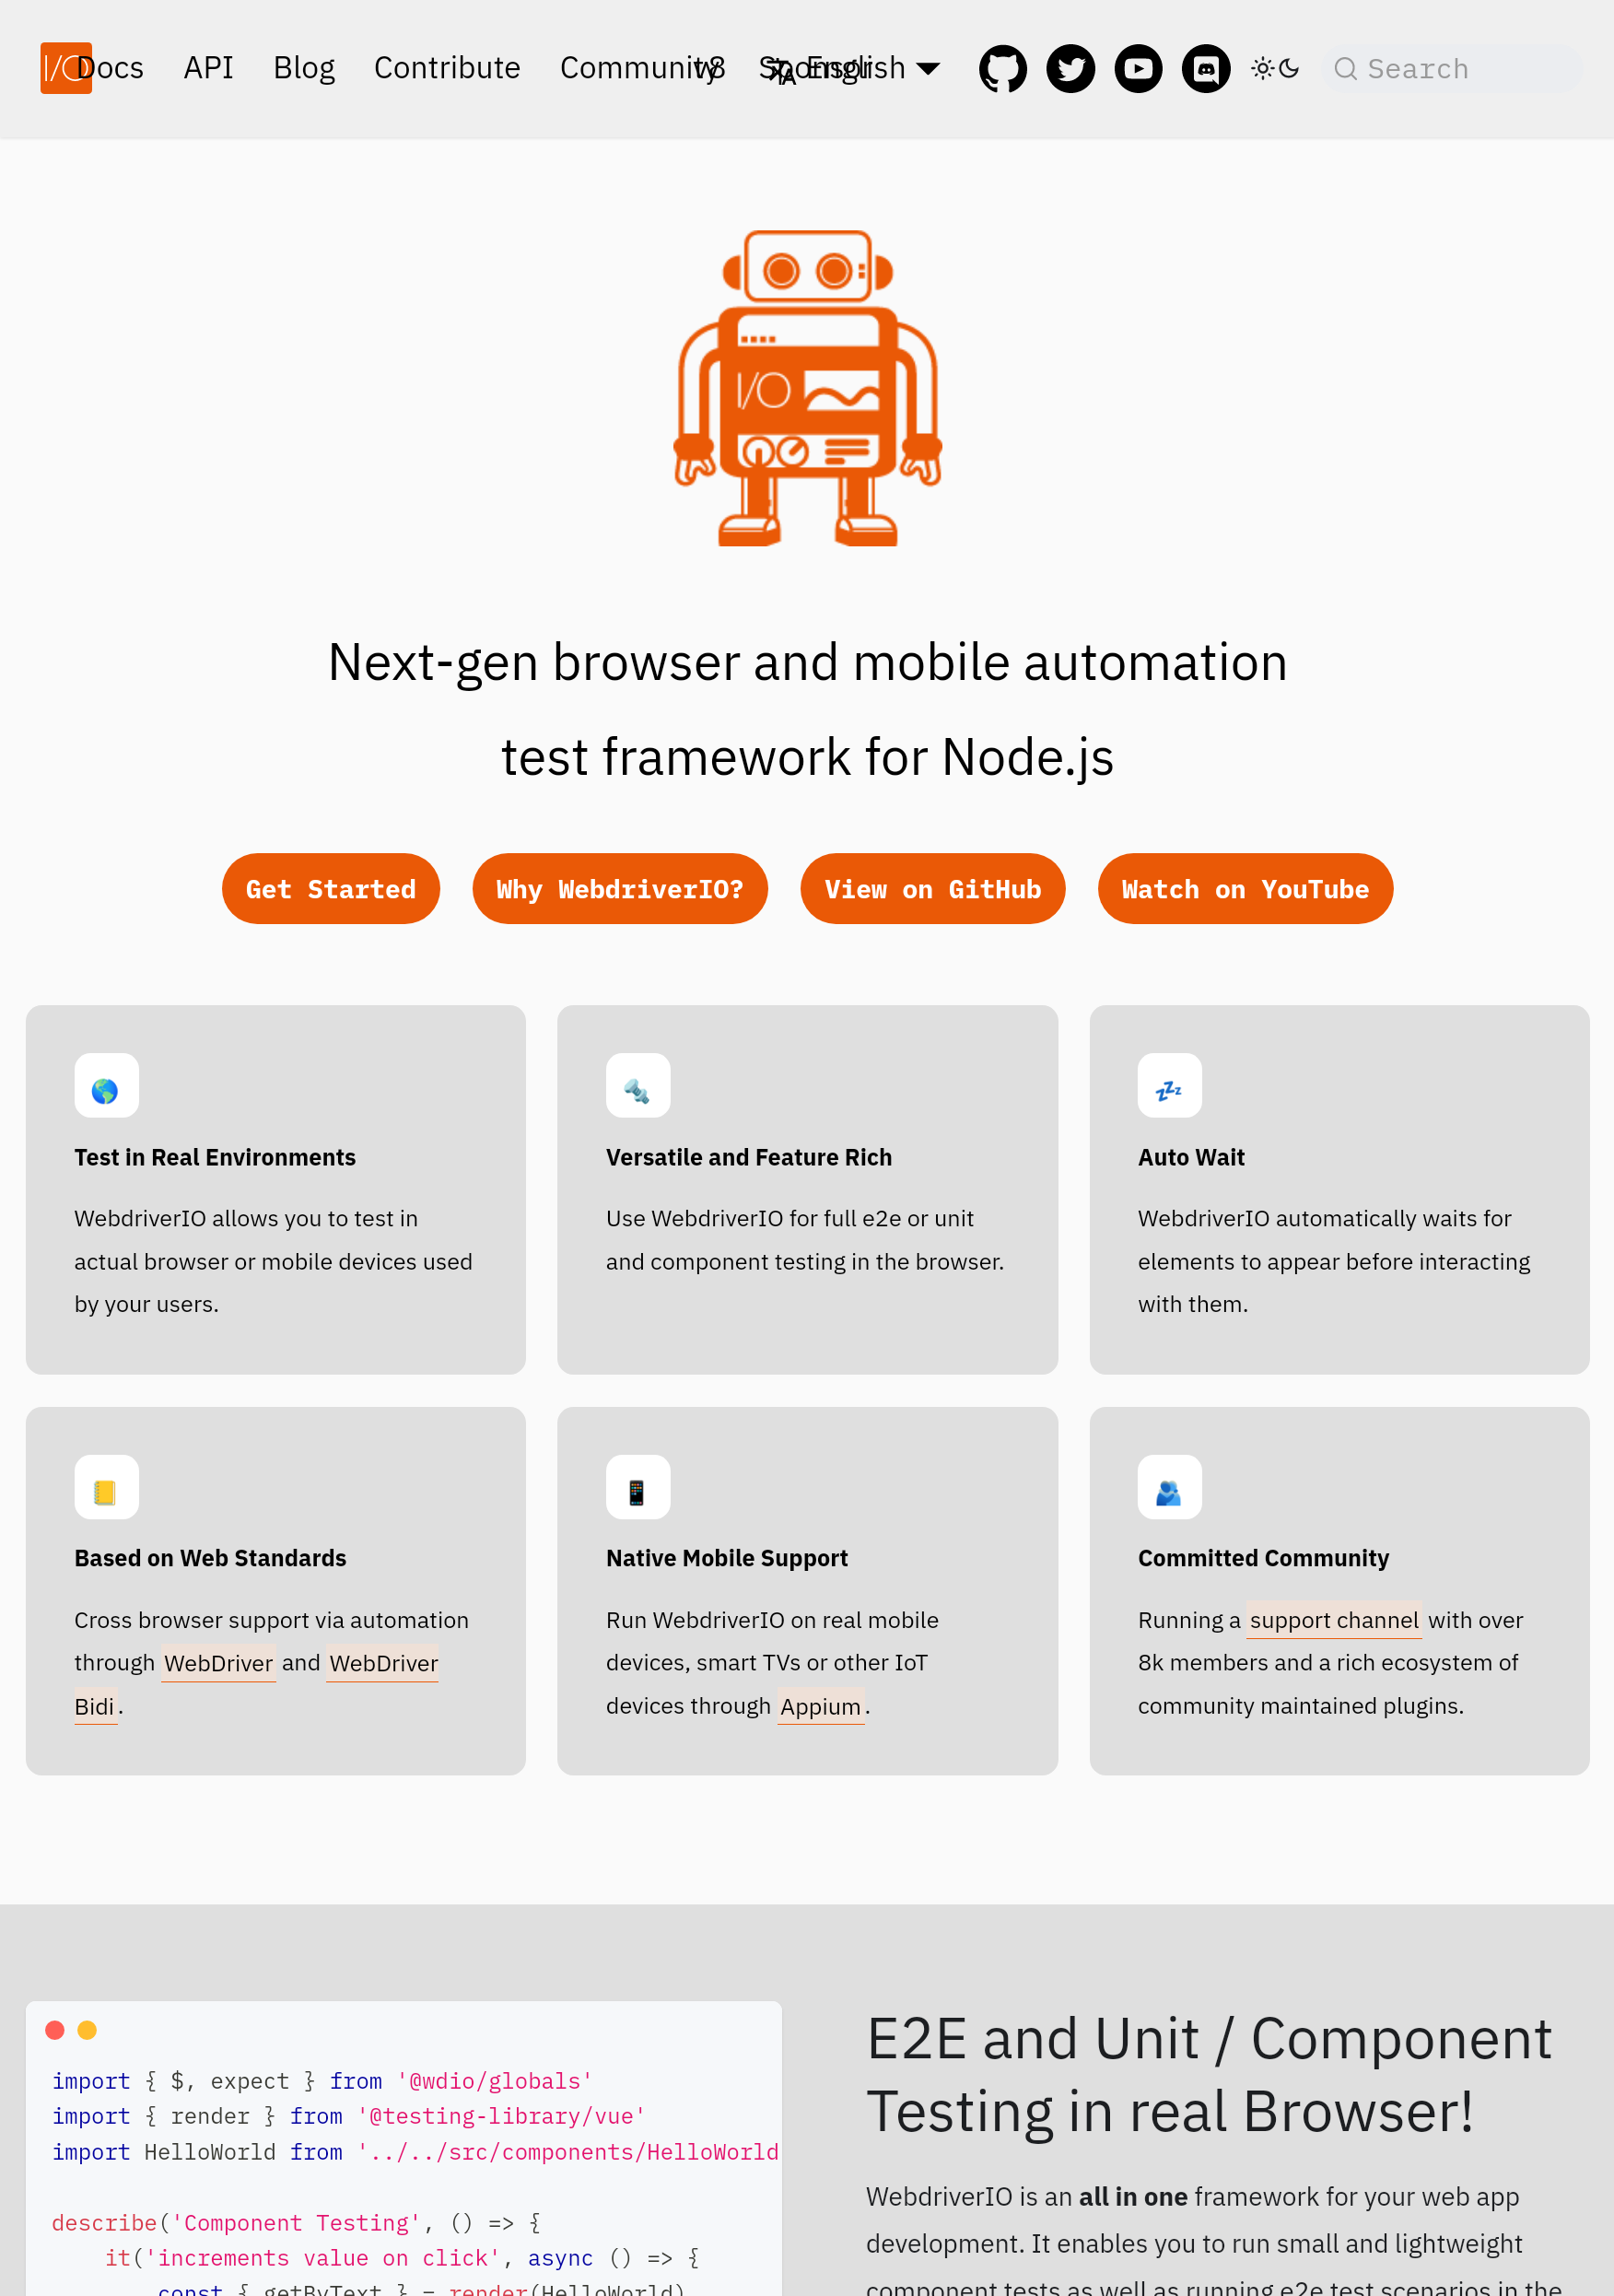 I/O Docs API Blog Contribute Community v8 Sponsor English Search
I/O
Next-gen browser and mobile automation
test framework for Node.js
Get Started Why WebdriverIO? View on GitHub Watch on YouTube
Test in Real Environments
WebdriverIO allows you to test in
actual browser or mobile devices used
by your users.
Versatile and Feature Rich
Use WebdriverIO for full e2e or unit
and component testing in the browser.
Auto Wait
WebdriverIO automatically waits for
elements to appear before interacting
with them.
Based on Web Standards
Cross browser support via automation
through WebDriver and WebDriver
Bidi.
Native Mobile Support
Run WebdriverIO on real mobile
devices, smart TVs or other IoT
devices through Appium.
Committed Community
Running a support channel with over
8k members and a rich ecosystem of
community maintained plugins.
import { $, expect } from '@wdio/globals'
import { render } from '@testing-library/vue'
import HelloWorld from '../../src/components/HelloWorld
describe('Component Testing', () => {
it('increments value on click', async () => {
const { getByText } = render(HelloWorld)
E2E and Unit / Component
Testing in real Browser!
WebdriverIO is an all in one framework for your web app
development. It enables you to run small and lightweight
component tests as well as running e2e test scenarios in the